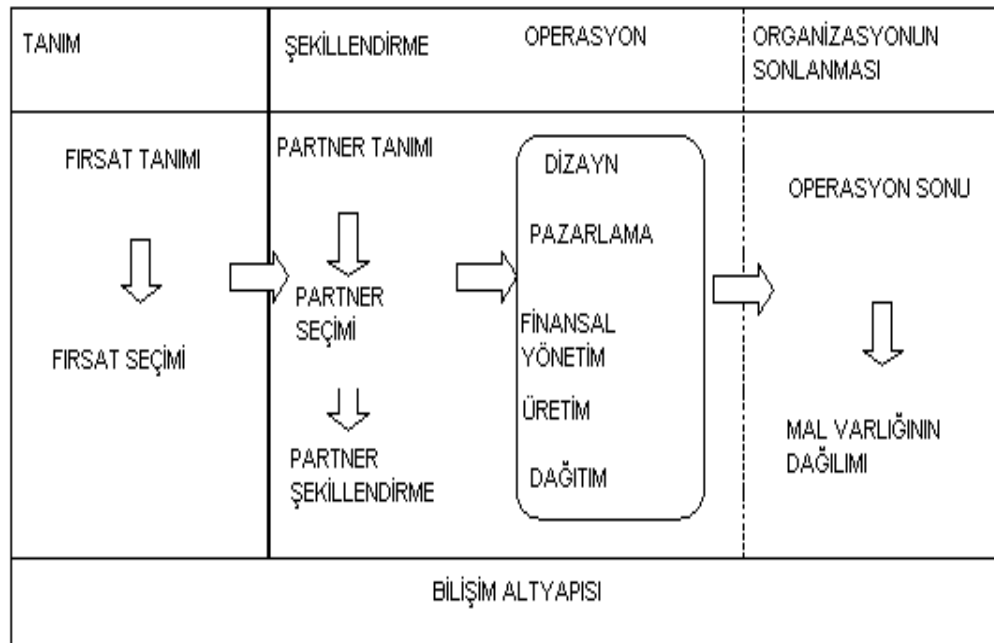 TANIM
ŞEKİLLENDİRME
OPERASYON
ORGANİZASYONUN
SONLANMASI
FIRSAT TANIMI
FIRSAT SEÇİMİ
PARTNER TANIMI
PARTNER
SEÇİMİ
PARTNER
ŞEKİLLENDİRME
DİZAYN
PAZARLAMA
FİNANSAL
YÖNETİM
ÜRETİM
DAĞITIM
OPERASYON SONU
MAL VARLIĞININ
DAĞILIMI
BİLİŞİM ALTYAPISI